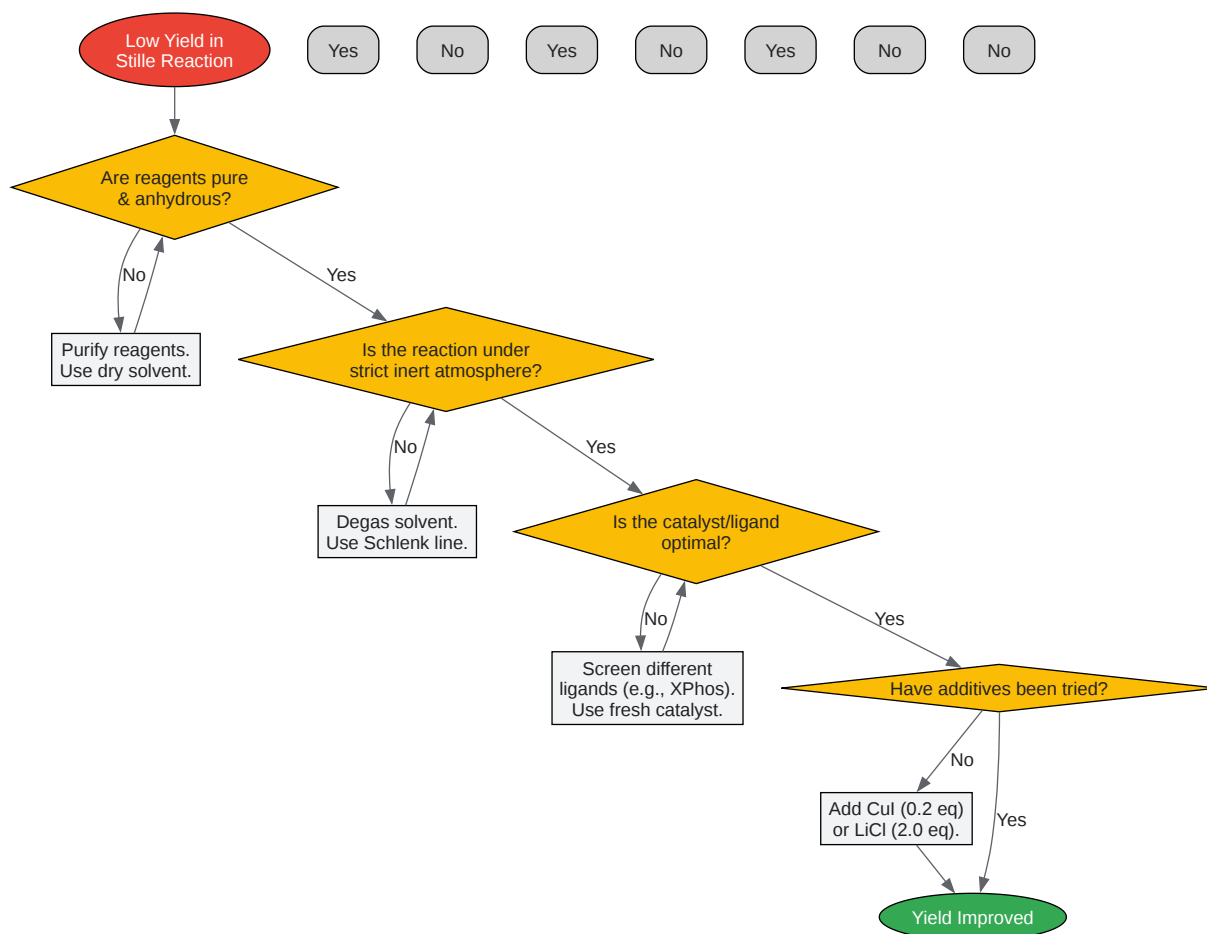 Low Yield in
Stille Reaction
Yes
No
Yes
No
Yes
No
No
Are reagents pure
& anhydrous?
No
Yes
Purify reagents.
Use dry solvent.
Is the reaction under
strict inert atmosphere?
No
Yes
Degas solvent.
Use Schlenk line.
Is the catalyst/ligand
optimal?
No
Yes
Screen different
ligands (e.g., XPhos).
Use fresh catalyst.
Have additives been tried?
No
Yes
Add CuI (0.2 eq)
or LiCl (2.0 eq).
Yield Improved